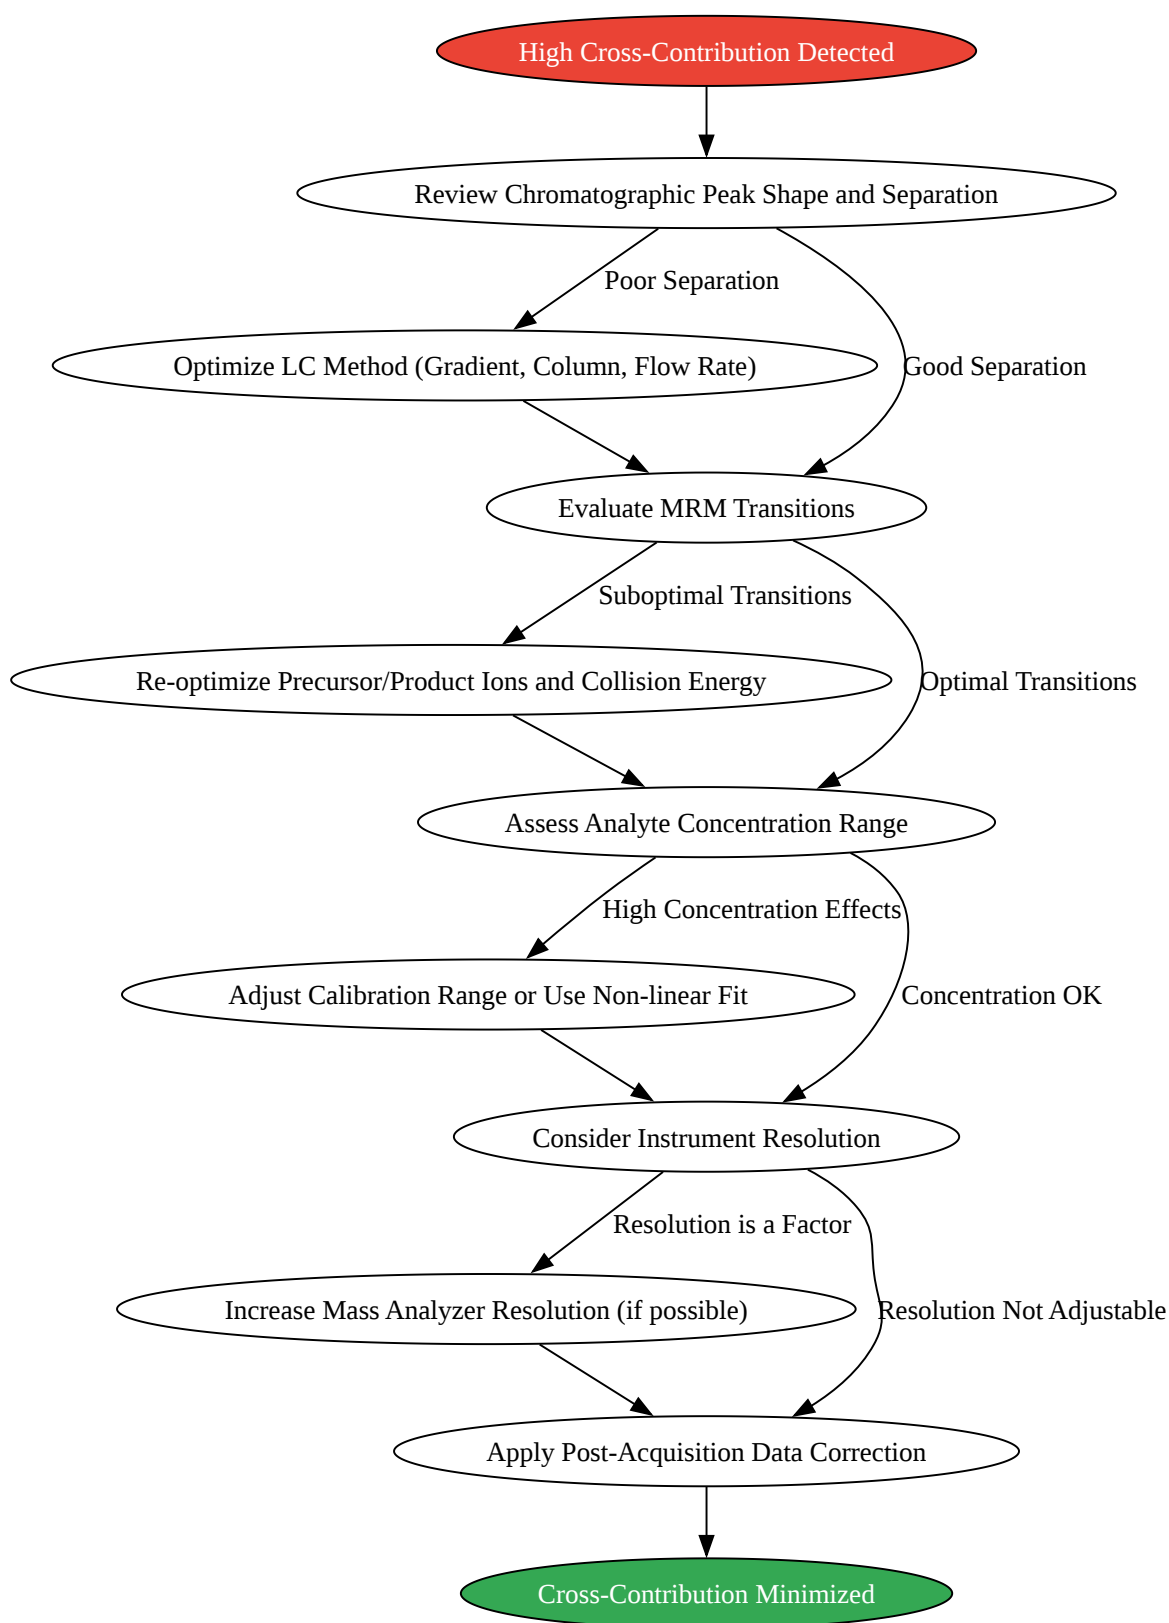 High Cross-Contribution Detected
Review Chromatographic Peak Shape and Separation
Poor Separation
Optimize LC Method (Gradient, Column, Flow Rate)
Good Separation
Evaluate MRM Transitions
Suboptimal Transitions
Re-optimize Precursor/Product Ions and Collision Energy
Optimal Transitions
Assess Analyte Concentration Range
High Concentration Effects
Adjust Calibration Range or Use Non-linear Fit
Concentration OK
Consider Instrument Resolution
Resolution is a Factor
Increase Mass Analyzer Resolution (if possible)
Resolution Not Adjustable
Apply Post-Acquisition Data Correction
Cross-Contribution Minimized